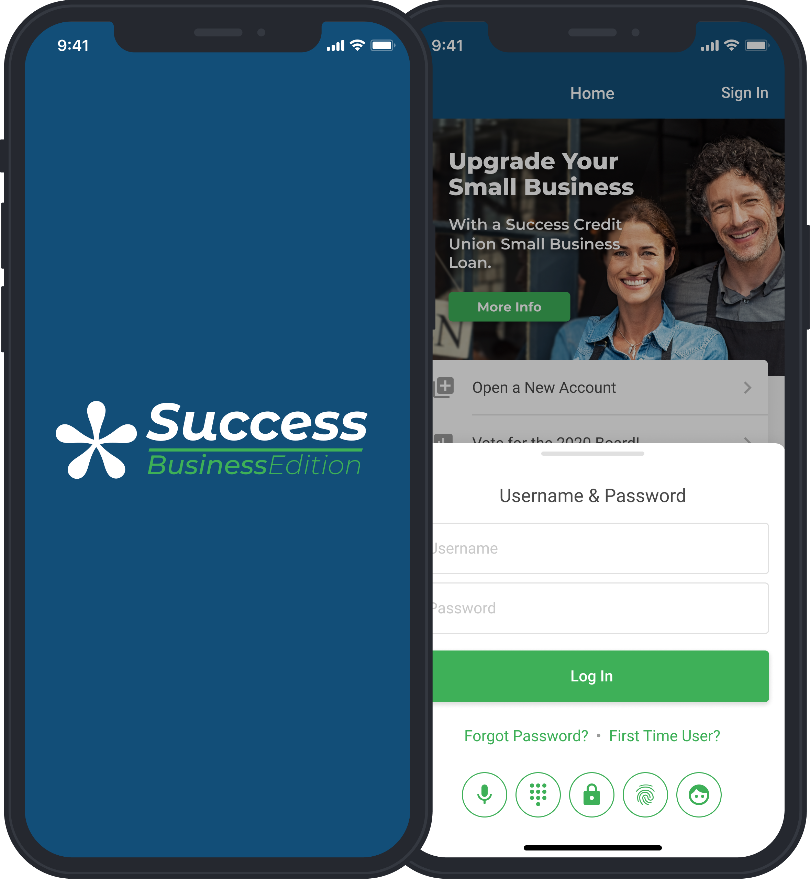 9:41
Success
BusinessEdition
9:41
Home
Sign In
Upgrade Your
Small Business
With a Success Credit
Union Small Business
Loan.
More Info
N
Open a New Account
Vote for the 2020 Board!
Username & Password
Username
Password
Log In
Forgot Password? • First Time User?